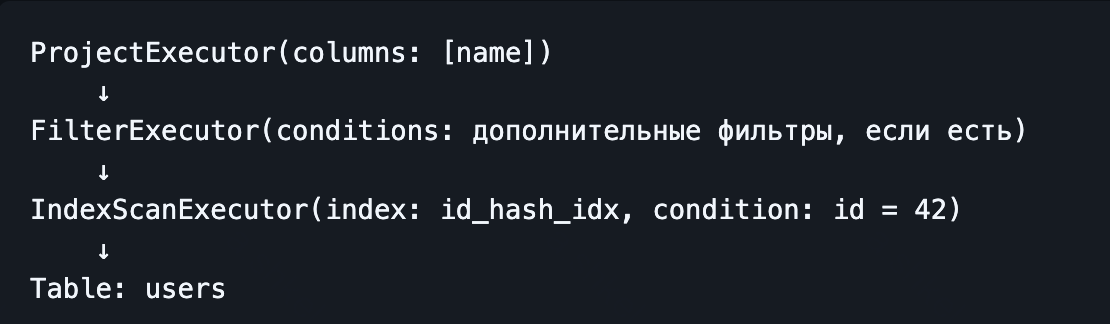 ProjectExecutor(columns: [name])
↓
FilterExecutor(conditions: дополнительные фильтры, если есть)
↓
IndexScanExecutor(index: id_hash_idx, condition: id = 42)
↓
Table: users